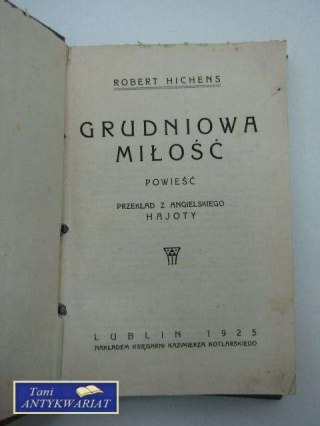 ROBERT HICHENS
GRUDNIOWA
MIŁOŚĆ
POWIEŚĆ
PRZEKŁAD Z ANGIELSKIEGO
HAJOTY
LUBLIN 1925
NAKŁADEM KSIĘGARNI KAZIMIERZA KOTLARSKIEGO
Tani
ANTYKWARIAT